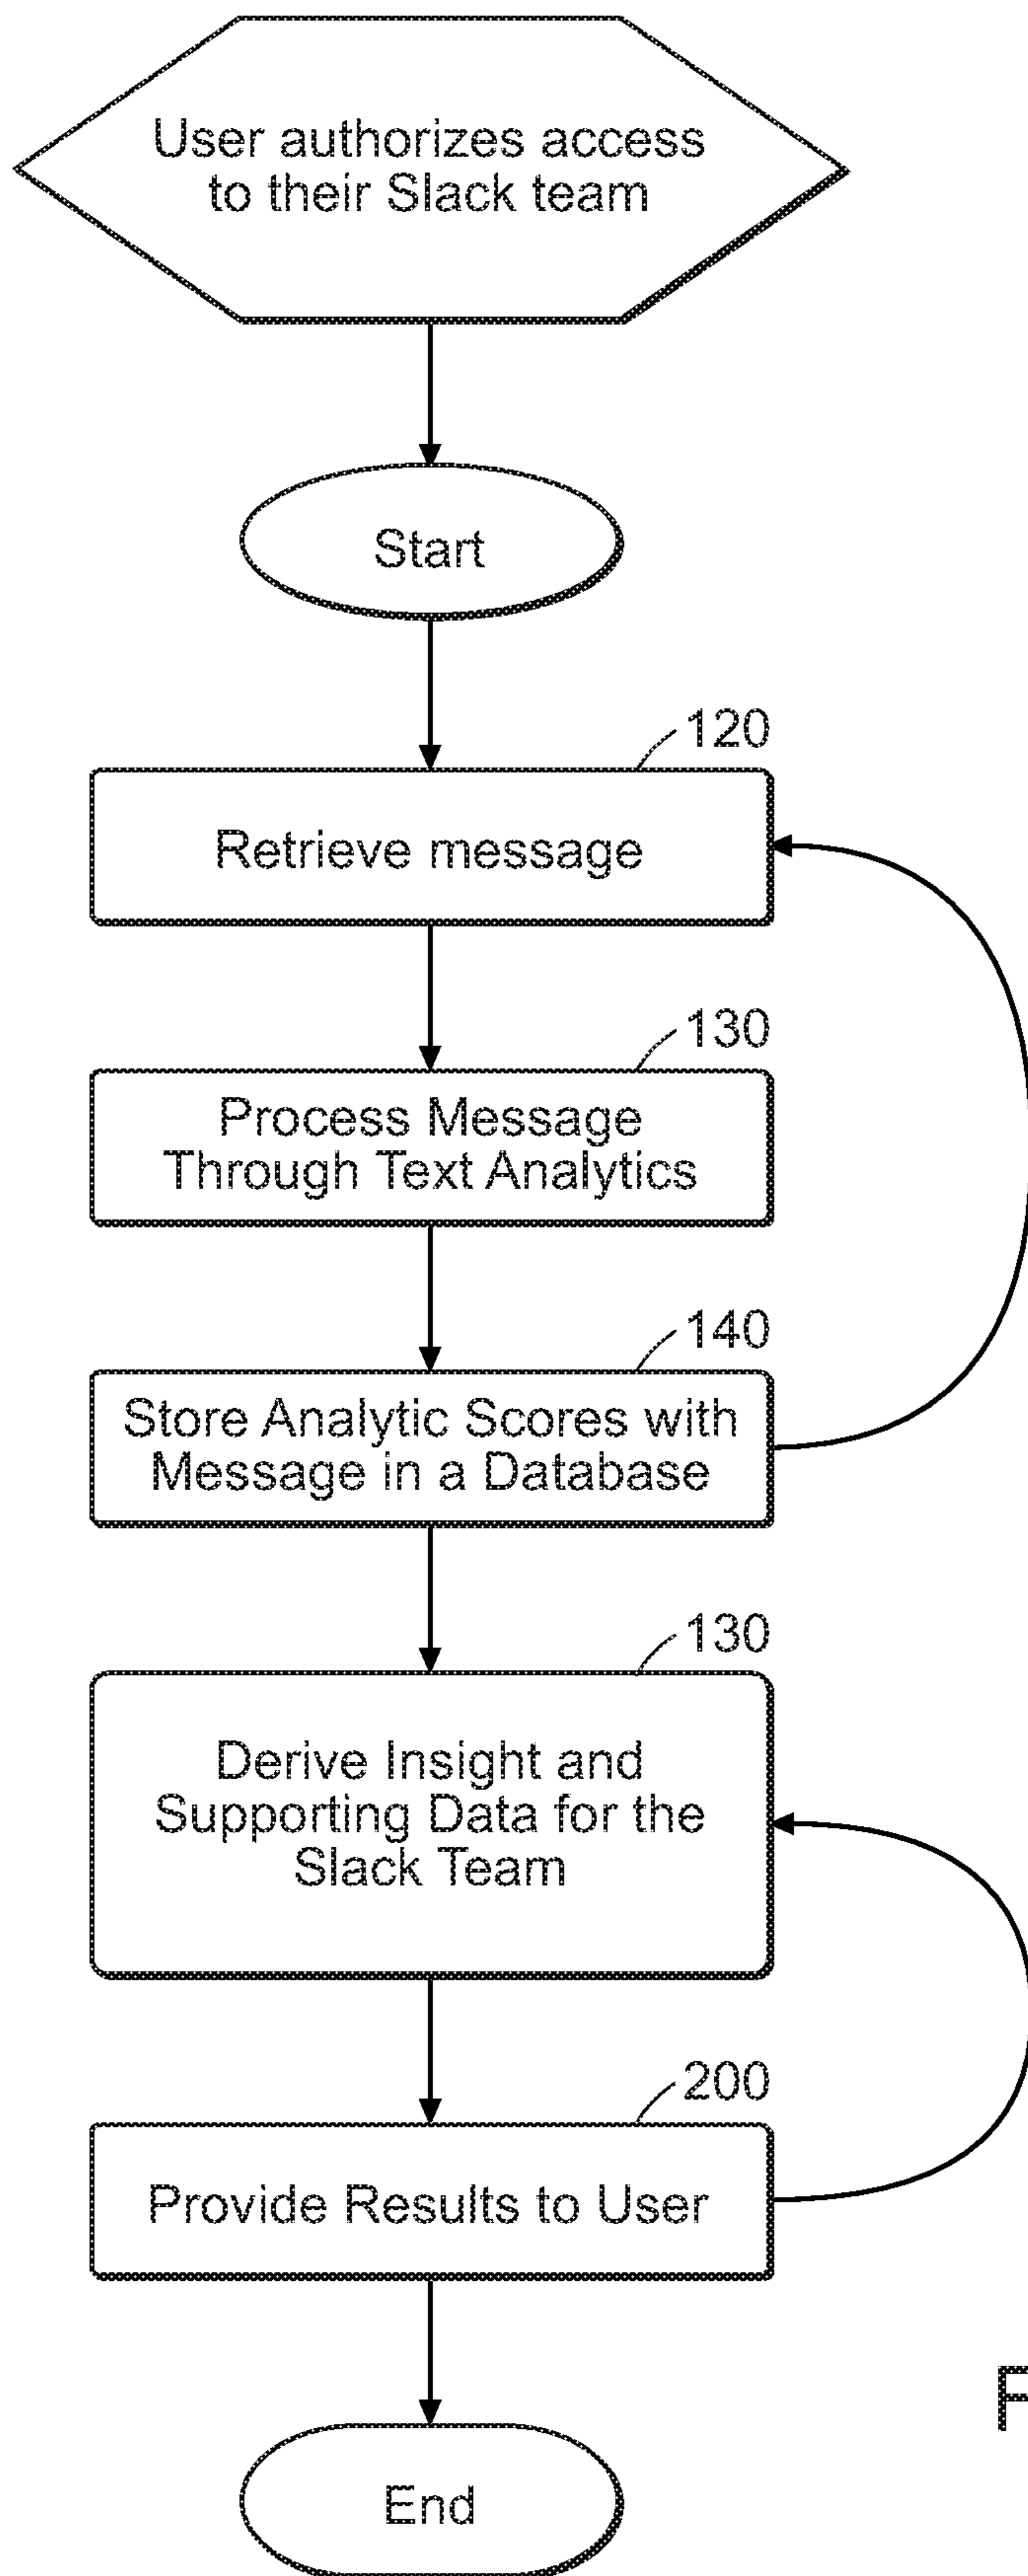 User authorizes access
to their Slack team
Start
120
Retrieve message
130
Process Message
Through Text Analytics
140
Store Analytic Scores with
Message in a Database
130
Derive Insight and
Supporting Data for the
Slack Team
200
Provide Results to User
F
End